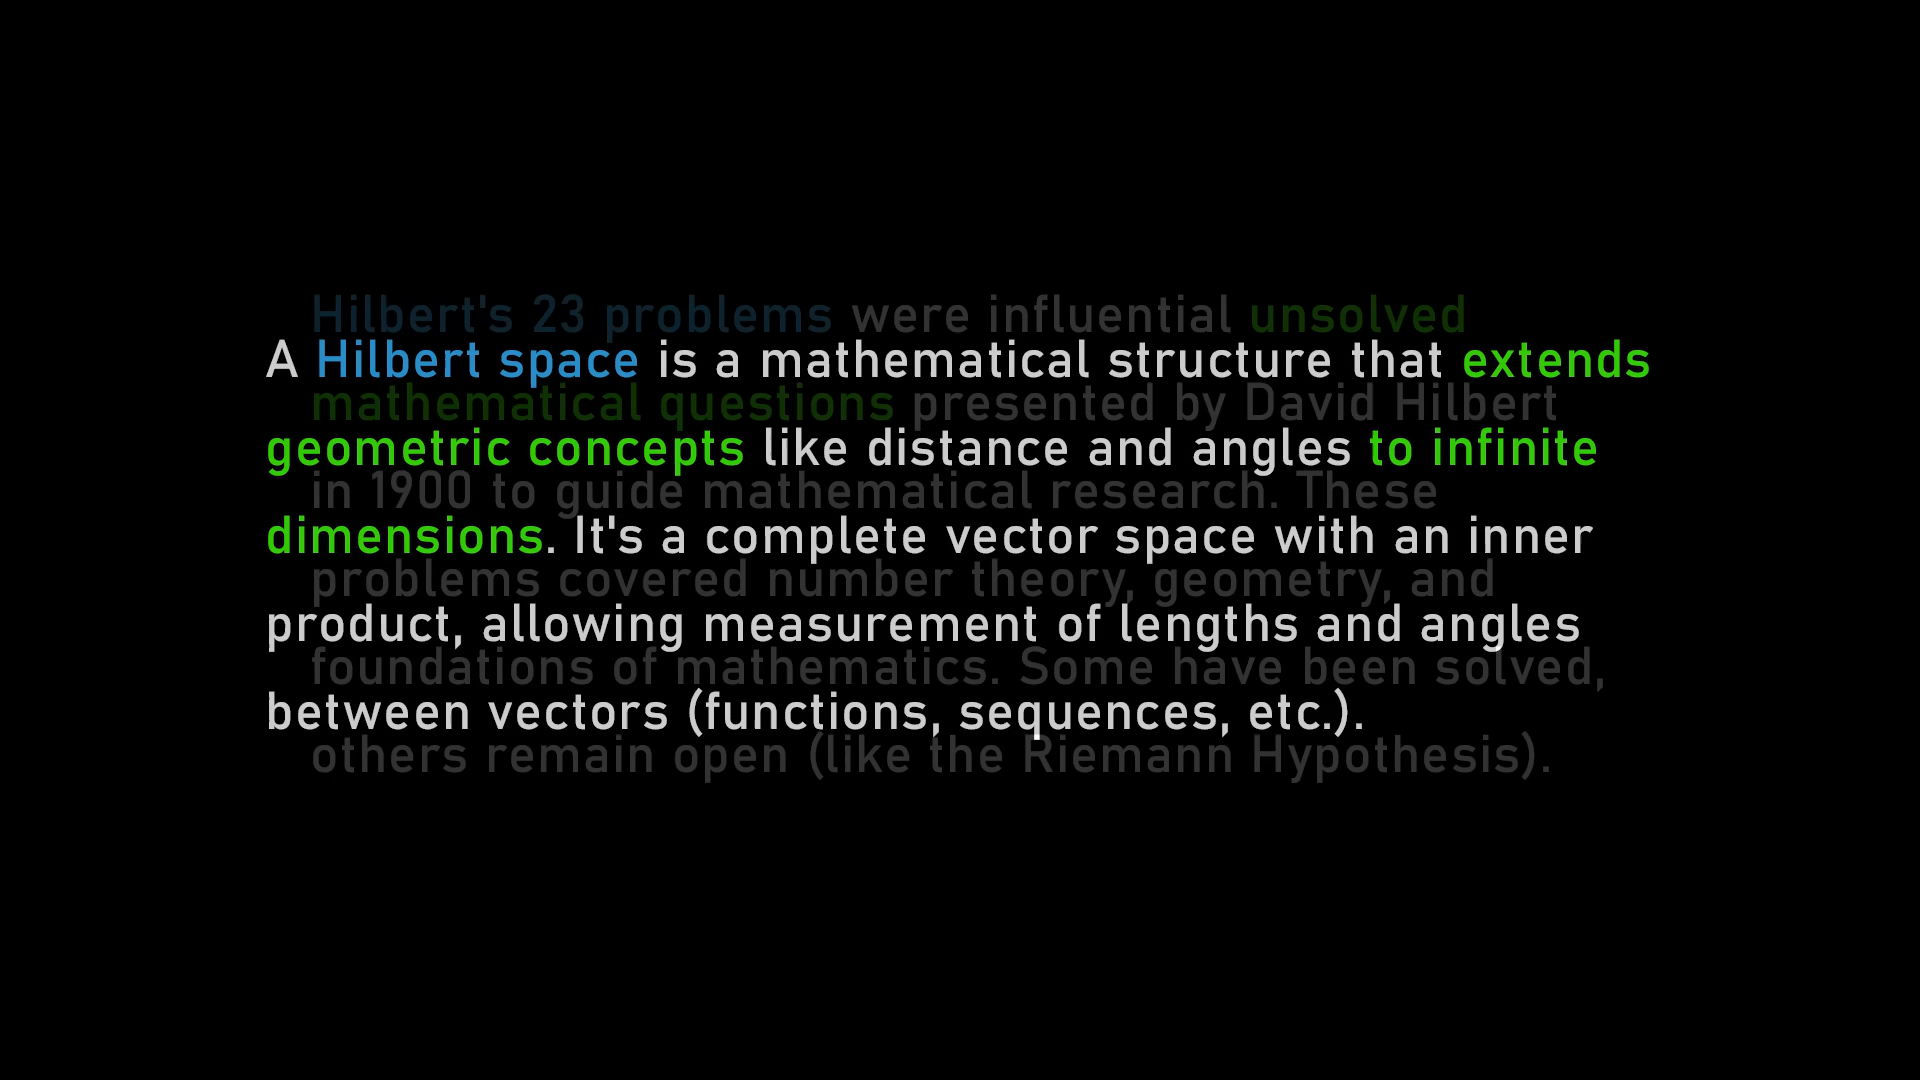 Hilbert's 23 problems were influential unsolved
A Hilbert space is a mathematical structure that extends
mathematical questions presented by David Hilbert
geometric concepts like distance and angles to infinite
in 1900 to guide mathematical research. These
dimensions. It's a complete vector space with an inner
problems covered number theory, geometry, and
product, allowing measurement of lengths and angles
foundations of mathematics. Some have been solved,
between vectors (functions, sequences, etc.).
others remain open (like the Riemann Hypothesis).